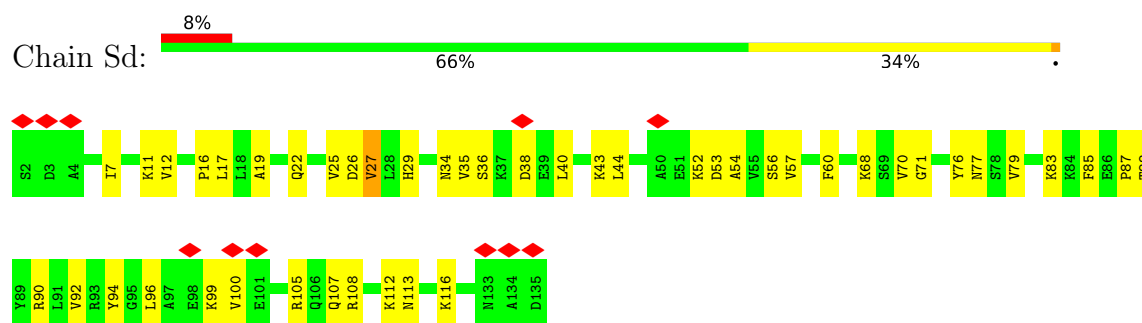 8%
Chain Sd:
66% 34% •
S2 D3 A4 I7 K11 V12 P16 L17 L18 A19 Q22 V25 D26 V27 L28 H29 N34 V35 S36 K37 D38 E39 L40 K43 L44 A50 E51 K52 D53 A54 V55 S56 V57 F60 K68 S69 V70 G71 Y76 N77 S78 V79 K83 K84 F85 E86 P87
Y89 R90 L91 V92 R93 Y94 G95 L96 A97 E98 K99 V100 E101 R105 Q106 Q107 R108 K112 N113 K116 N133 A134 D135